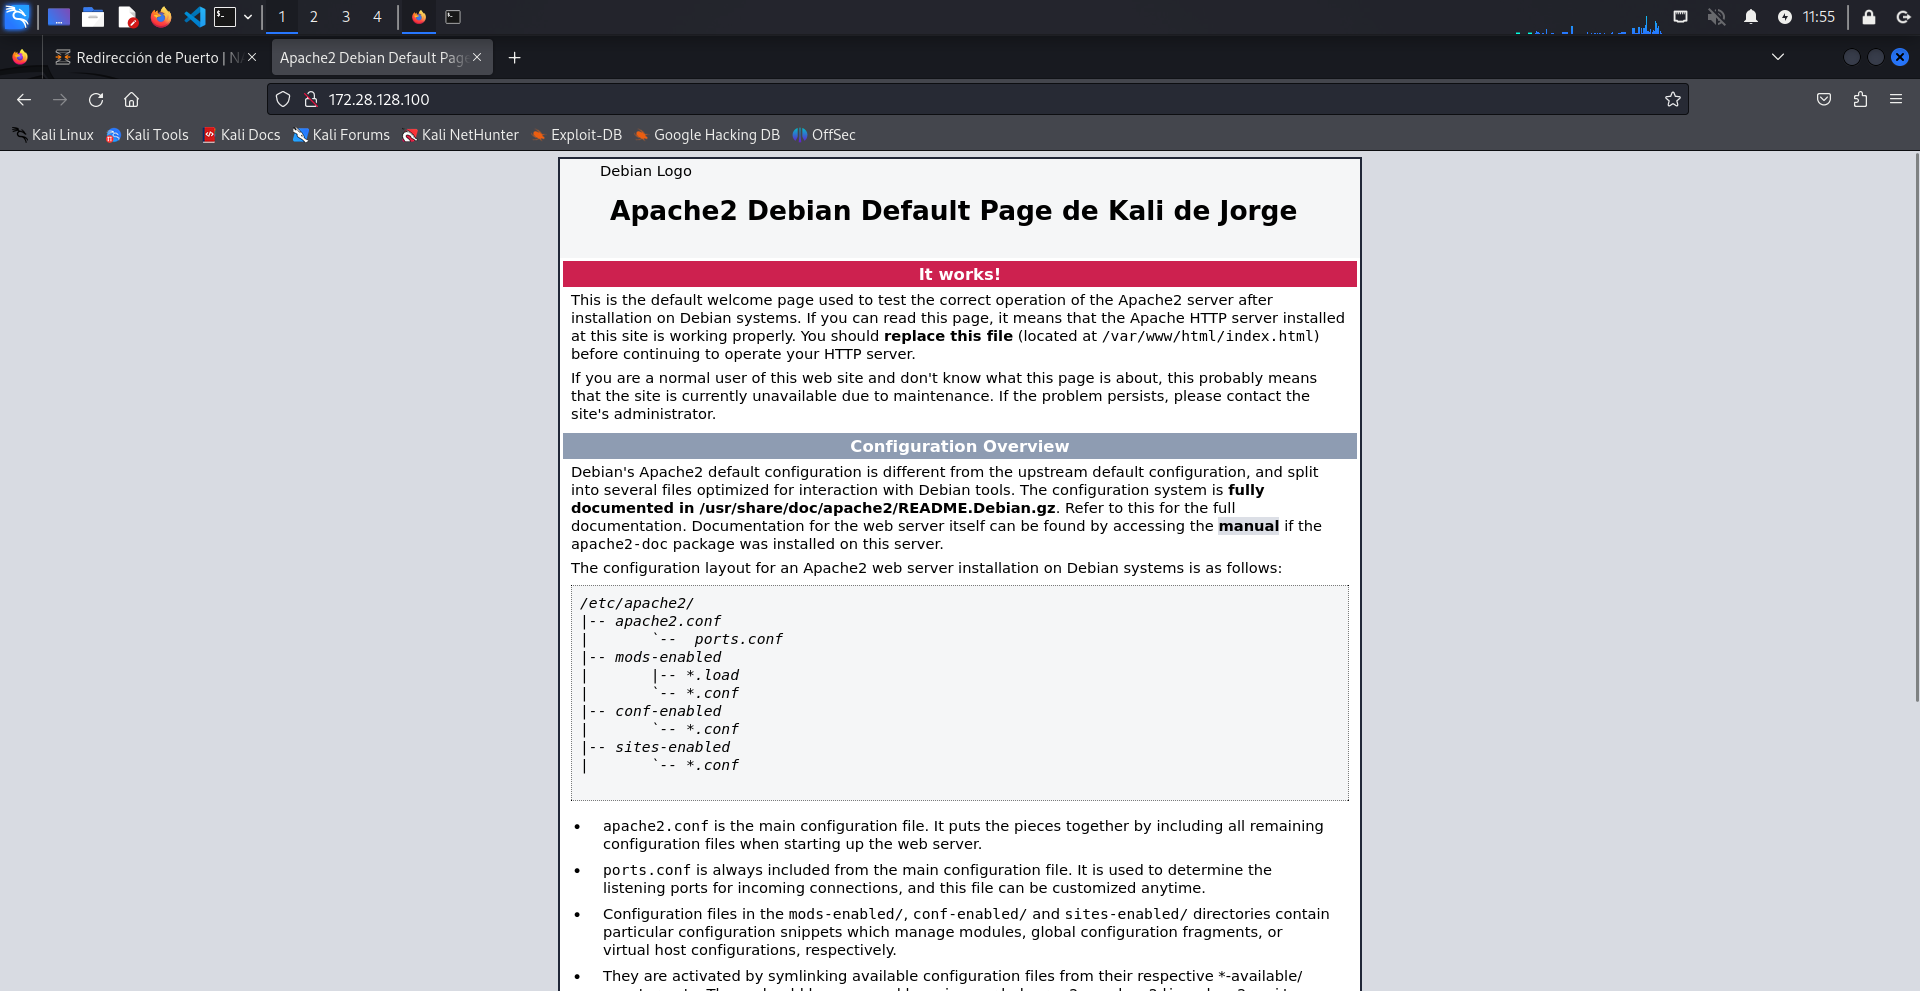 1 2 3 4 11:55
Redirección de Puerto | N
Apache2 Debian Default Page
172.28.128.100
Kali Linux Kali Tools Kali Docs Kali Forums Kali NetHunter Exploit-DB Google Hacking DB OffSec
Debian Logo
Apache2 Debian Default Page de Kali de Jorge
It works!
This is the default welcome page used to test the correct operation of the Apache2 server after
installation on Debian systems. If you can read this page, it means that the Apache HTTP server installed
at this site is working properly. You should replace this file (located at /var/www/html/index.html)
before continuing to operate your HTTP server.
If you are a normal user of this web site and don't know what this page is about, this probably means
that the site is currently unavailable due to maintenance. If the problem persists, please contact the
site's administrator.
Configuration Overview
Debian's Apache2 default configuration is different from the upstream default configuration, and split
into several files optimized for interaction with Debian tools. The configuration system is fully
documented in /usr/share/doc/apache2/README.Debian.gz. Refer to this for the full
documentation. Documentation for the web server itself can be found by accessing the manual if the
apache2-doc package was installed on this server.
The configuration layout for an Apache2 web server installation on Debian systems is as follows:
/etc/apache2/
|-- apache2.conf
|       `--  ports.conf
|-- mods-enabled
|       |-- *.load
|       `-- *.conf
|-- conf-enabled
|       `-- *.conf
|-- sites-enabled
|       `-- *.conf
• apache2.conf is the main configuration file. It puts the pieces together by including all remaining
configuration files when starting up the web server.
• ports.conf is always included from the main configuration file. It is used to determine the
listening ports for incoming connections, and this file can be customized anytime.
• Configuration files in the mods-enabled/, conf-enabled/ and sites-enabled/ directories contain
particular configuration snippets which manage modules, global configuration fragments, or
virtual host configurations, respectively.
• They are activated by symlinking available configuration files from their respective *-available/